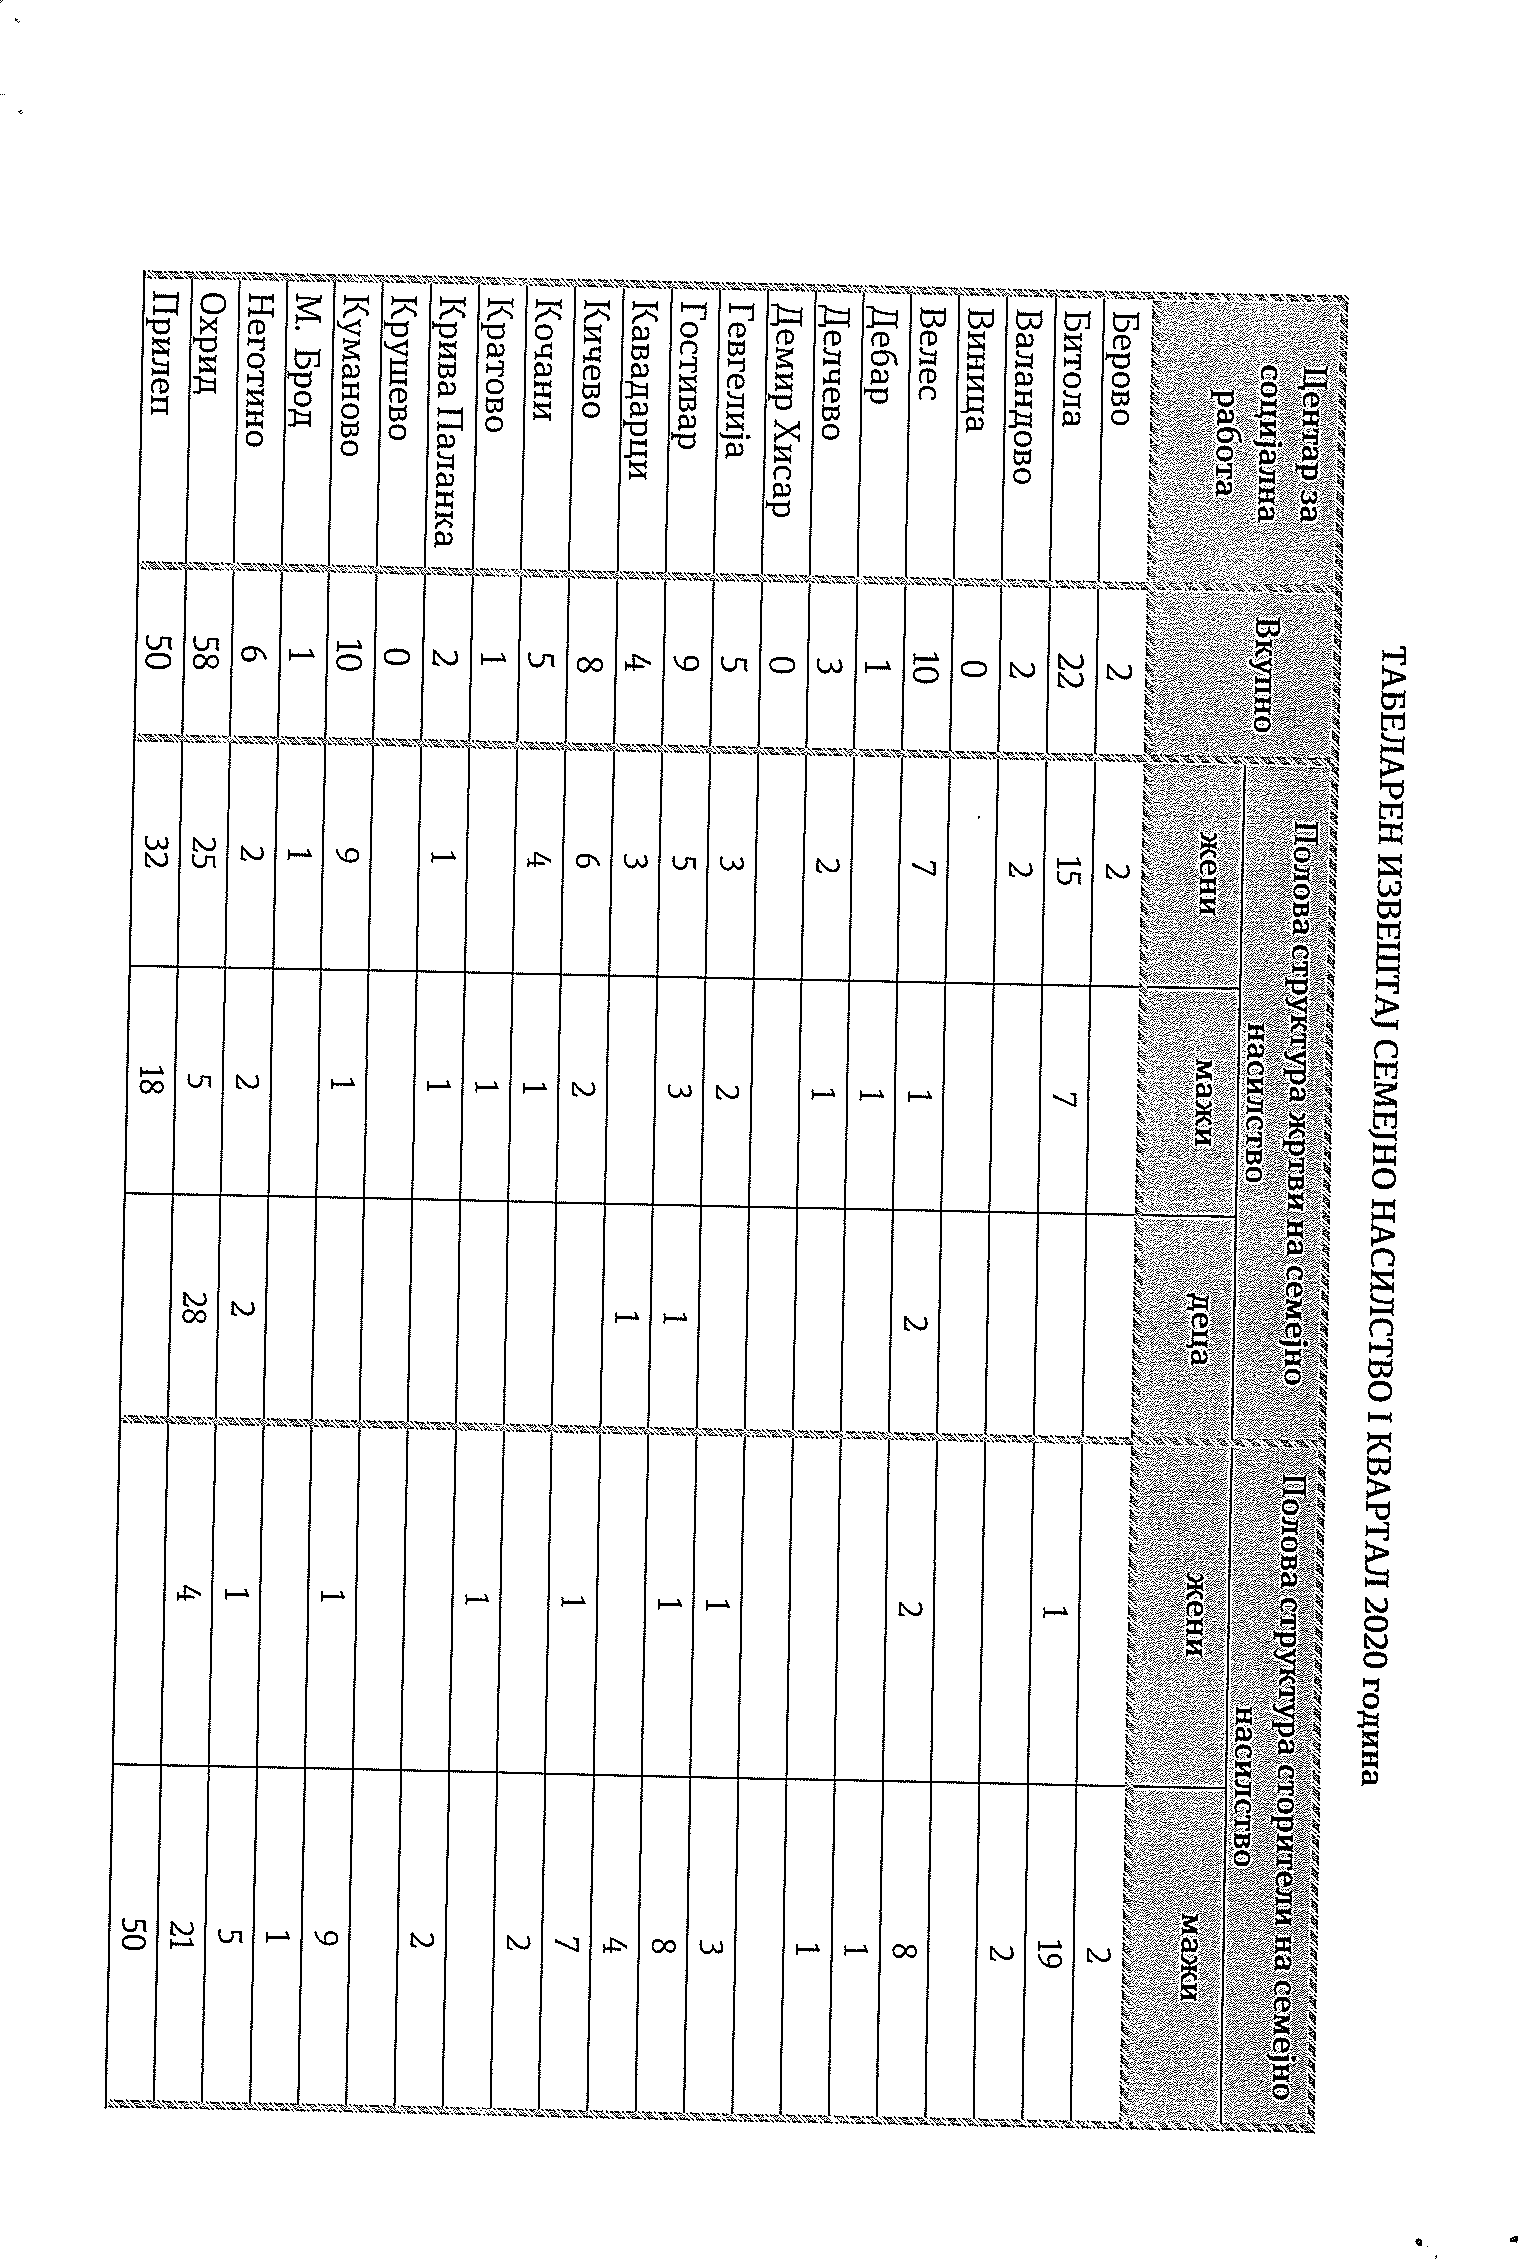 ТАБЕЛАРЕН ИЗВЕШТАЈ СЕМЕЈНО НАСИЛСТВО I КВАРТАЛ 2020 година
Центар за социјална работа Вкупно Полова структура жртви на семејно насилство Полова структура сторители на семејно насилство
жени мажи деца жени мажи
Берово 2 2 2
Битола 22 15 7 1 19
Валандово 2 2 2
Виница 0
Велес 10 7 1 2 2 8
Дебар 1 1 1
Делчево 3 2 1 1
Демир Хисар 0
Гевгелија 5 3 2 1 3
Гостивар 9 5 3 1 1 8
Кавадарци 4 3 1 4
Кичево 8 6 2 1 7
Кочани 5 4 1 2
Кратово 1 1 1
Крива Паланка 2 1 1 2
Крушево 0
Куманово 10 9 1 1 9
М. Брод 1 1 1
Неготино 6 2 2 2 1 5
Охрид 58 25 5 28 4 21
Прилеп 50 32 18 50